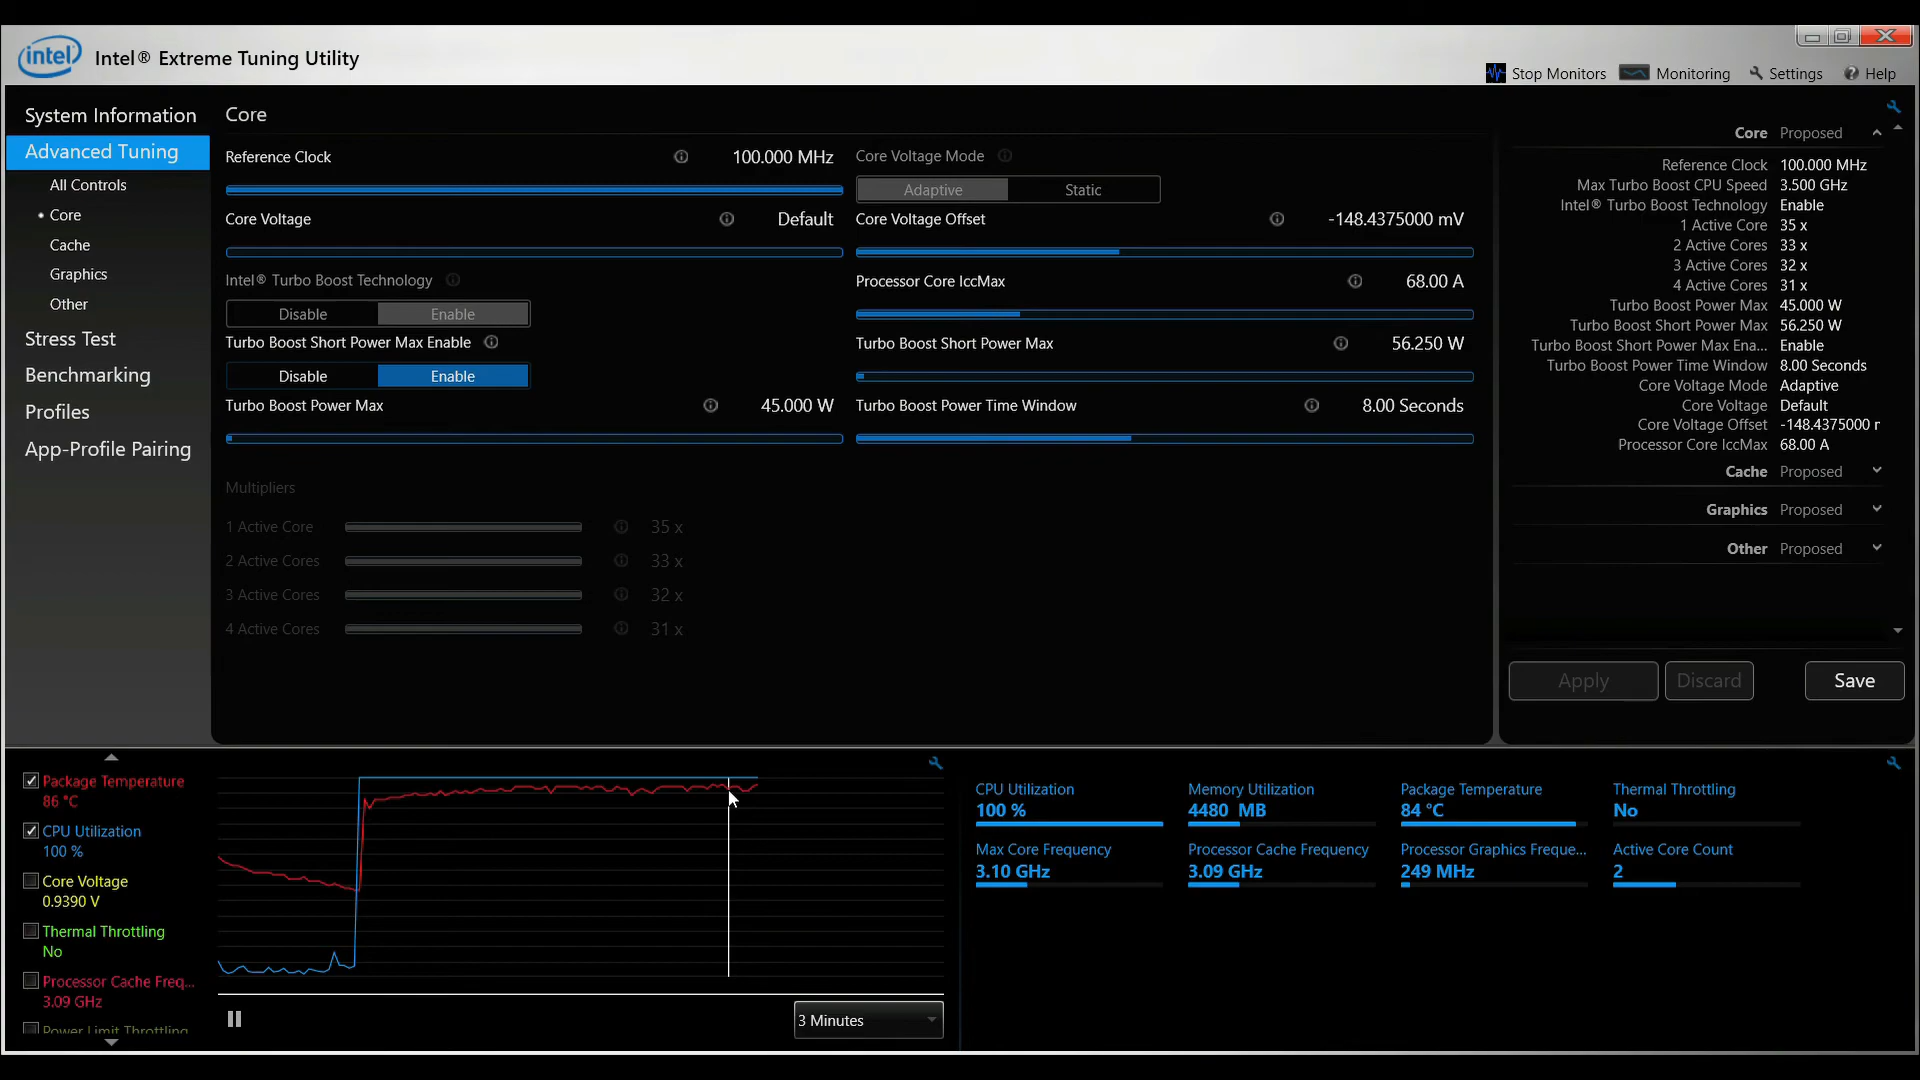 intel
Intel® Extreme Tuning Utility
Stop Monitors
Monitoring
Settings
Help
System Information
Advanced Tuning
All Controls
• Core
Cache
Graphics
Other
Stress Test
Benchmarking
Profiles
App-Profile Pairing
Core
Reference Clock 100.000 MHz
Core Voltage Default
Intel® Turbo Boost Technology
Disable Enable
Turbo Boost Short Power Max Enable
Disable Enable
Turbo Boost Power Max 45.000 W
Core Voltage Mode
Adaptive Static
Core Voltage Offset -148.4375000 mV
Processor Core IccMax 68.00 A
Turbo Boost Short Power Max 56.250 W
Turbo Boost Power Time Window 8.00 Seconds
Multipliers
1 Active Core 35 x
2 Active Cores 33 x
3 Active Cores 32 x
4 Active Cores 31 x
Core Proposed
Reference Clock 100.000 MHz
Max Turbo Boost CPU Speed 3.500 GHz
Intel® Turbo Boost Technology Enable
1 Active Core 35 x
2 Active Cores 33 x
3 Active Cores 32 x
4 Active Cores 31 x
Turbo Boost Power Max 45.000 W
Turbo Boost Short Power Max 56.250 W
Turbo Boost Short Power Max Ena... Enable
Turbo Boost Power Time Window 8.00 Seconds
Core Voltage Mode Adaptive
Core Voltage Default
Core Voltage Offset -148.4375000 r
Processor Core IccMax 68.00 A
Cache Proposed
Graphics Proposed
Other Proposed
Apply
Discard
Save
Package Temperature
86 °C
CPU Utilization
100 %
Core Voltage
0.9390 V
Thermal Throttling
No
Processor Cache Freq...
3.09 GHz
Power Limit Throttling
3 Minutes
CPU Utilization
100 %
Memory Utilization
4480 MB
Package Temperature
84 °C
Thermal Throttling
No
Max Core Frequency
3.10 GHz
Processor Cache Frequency
3.09 GHz
Processor Graphics Freque...
249 MHz
Active Core Count
2